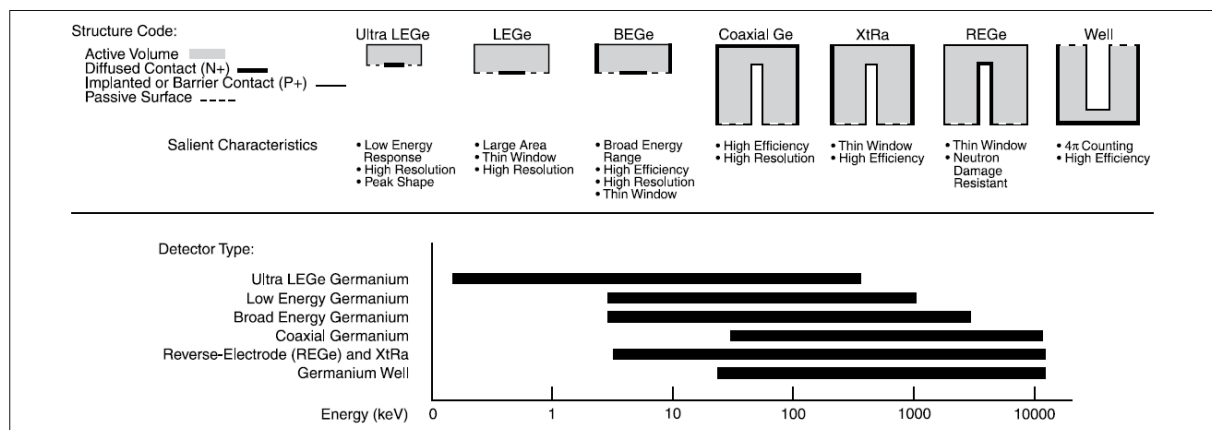 Structure Code:
Active Volume
Diffused Contact (N+)
Implanted or Barrier Contact (P+)
Passive Surface
Ultra LEGe
LEGe
BEGe
Coaxial Ge
XtRa
REGe
Well
Salient Characteristics
• Low Energy
Response
• High Resolution
• Peak Shape
• Large Area
• Thin Window
• High Resolution
• Broad Energy
Range
• High Efficiency
• High Resolution
• Thin Window
• High Efficiency
• High Resolution
• Thin Window
• High Efficiency
• Thin Window
• Neutron
Damage
Resistant
• 4π Counting
• High Efficiency
Detector Type:
Ultra LEGe Germanium
Low Energy Germanium
Broad Energy Germanium
Coaxial Germanium
Reverse-Electrode (REGe) and XtRa
Germanium Well
Energy (keV) 0 1 10 100 1000 10000